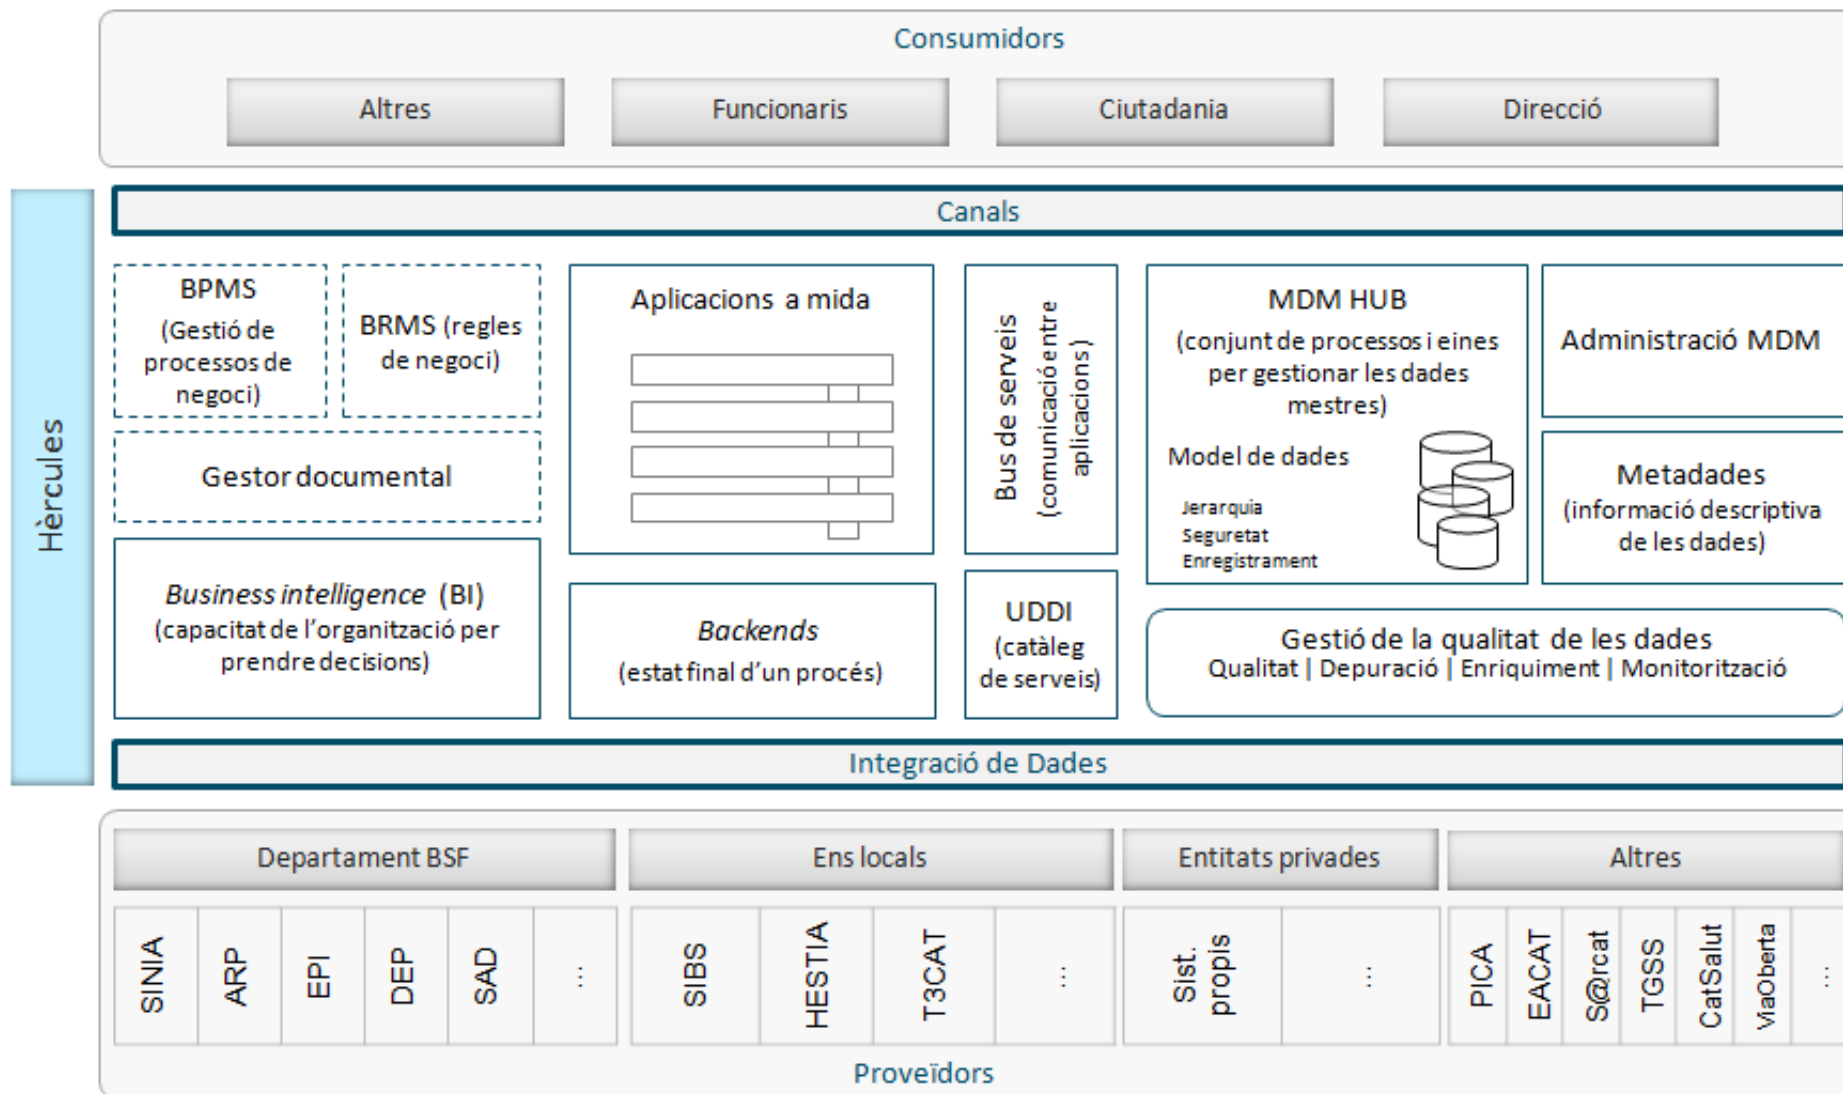 Consumidors
Altres
Funcionaris
Ciutadania
Direcció
Hèrcules
Canals
BPMS
(Gestió de
processos de
negoci)
BRMS (regles
de negoci)
Gestor documental
Business intelligence (BI)
(capacitat de l'organització per
prendre decisions)
Aplicacions a mida
Backends
(estat final d'un procés)
Bus de serveis
(comunicació entre
aplicacions)
UDDI
(catàleg
de serveis)
MDM HUB
(conjunt de processos i eines
per gestionar les dades
mestres)
Model de dades
Jerarquia
Seguretat
Enregistrament
Administració MDM
Metadades
(informació descriptiva
de les dades)
Gestió de la qualitat de les dades
Qualitat | Depuració | Enriquiment | Monitorització
Integració de Dades
Departament BSF
SINIA
ARP
EPI
DEP
SAD
...
Ens locals
SIBS
HESTIA
T3CAT
...
Entitats privades
Sist.
propis
...
Altres
PICA
EACAT
S@rcat
TGSS
CatSalut
ViaOberta
...
Proveïdors